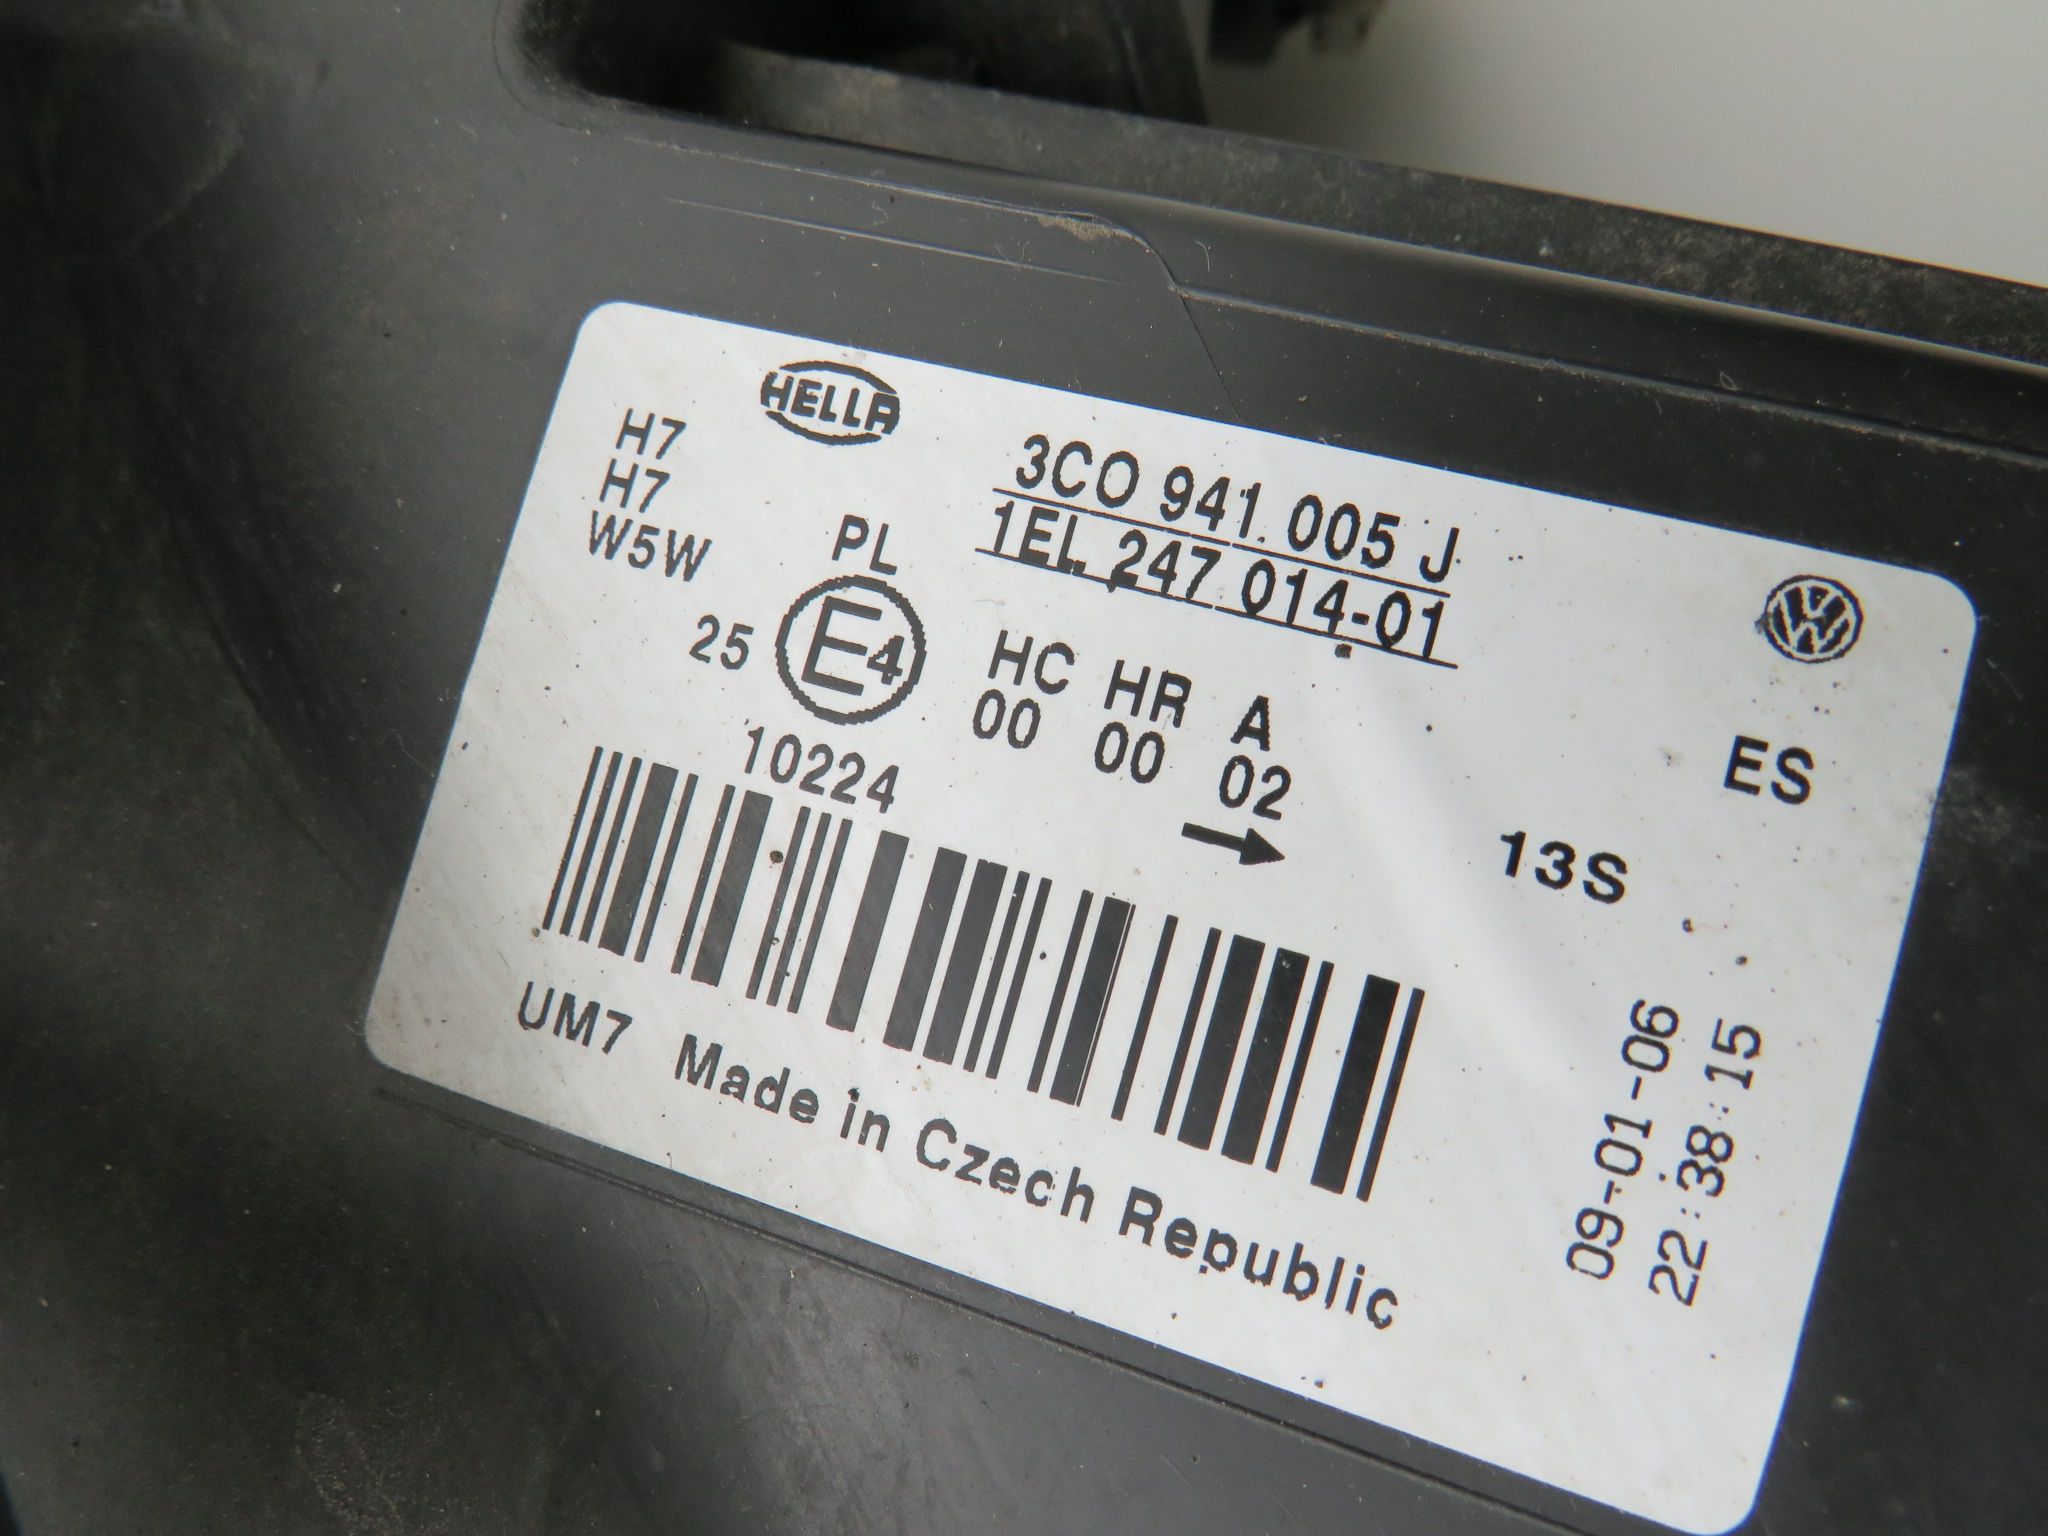 HELLA
H7
H7
W5W
3C0 941 005 J
1EL 247 014-01
PL
25 E4
10224
HC HR A
00 00 02
ES
13S
09-01-06
22:38:15
UM7 Made in Czech Republic